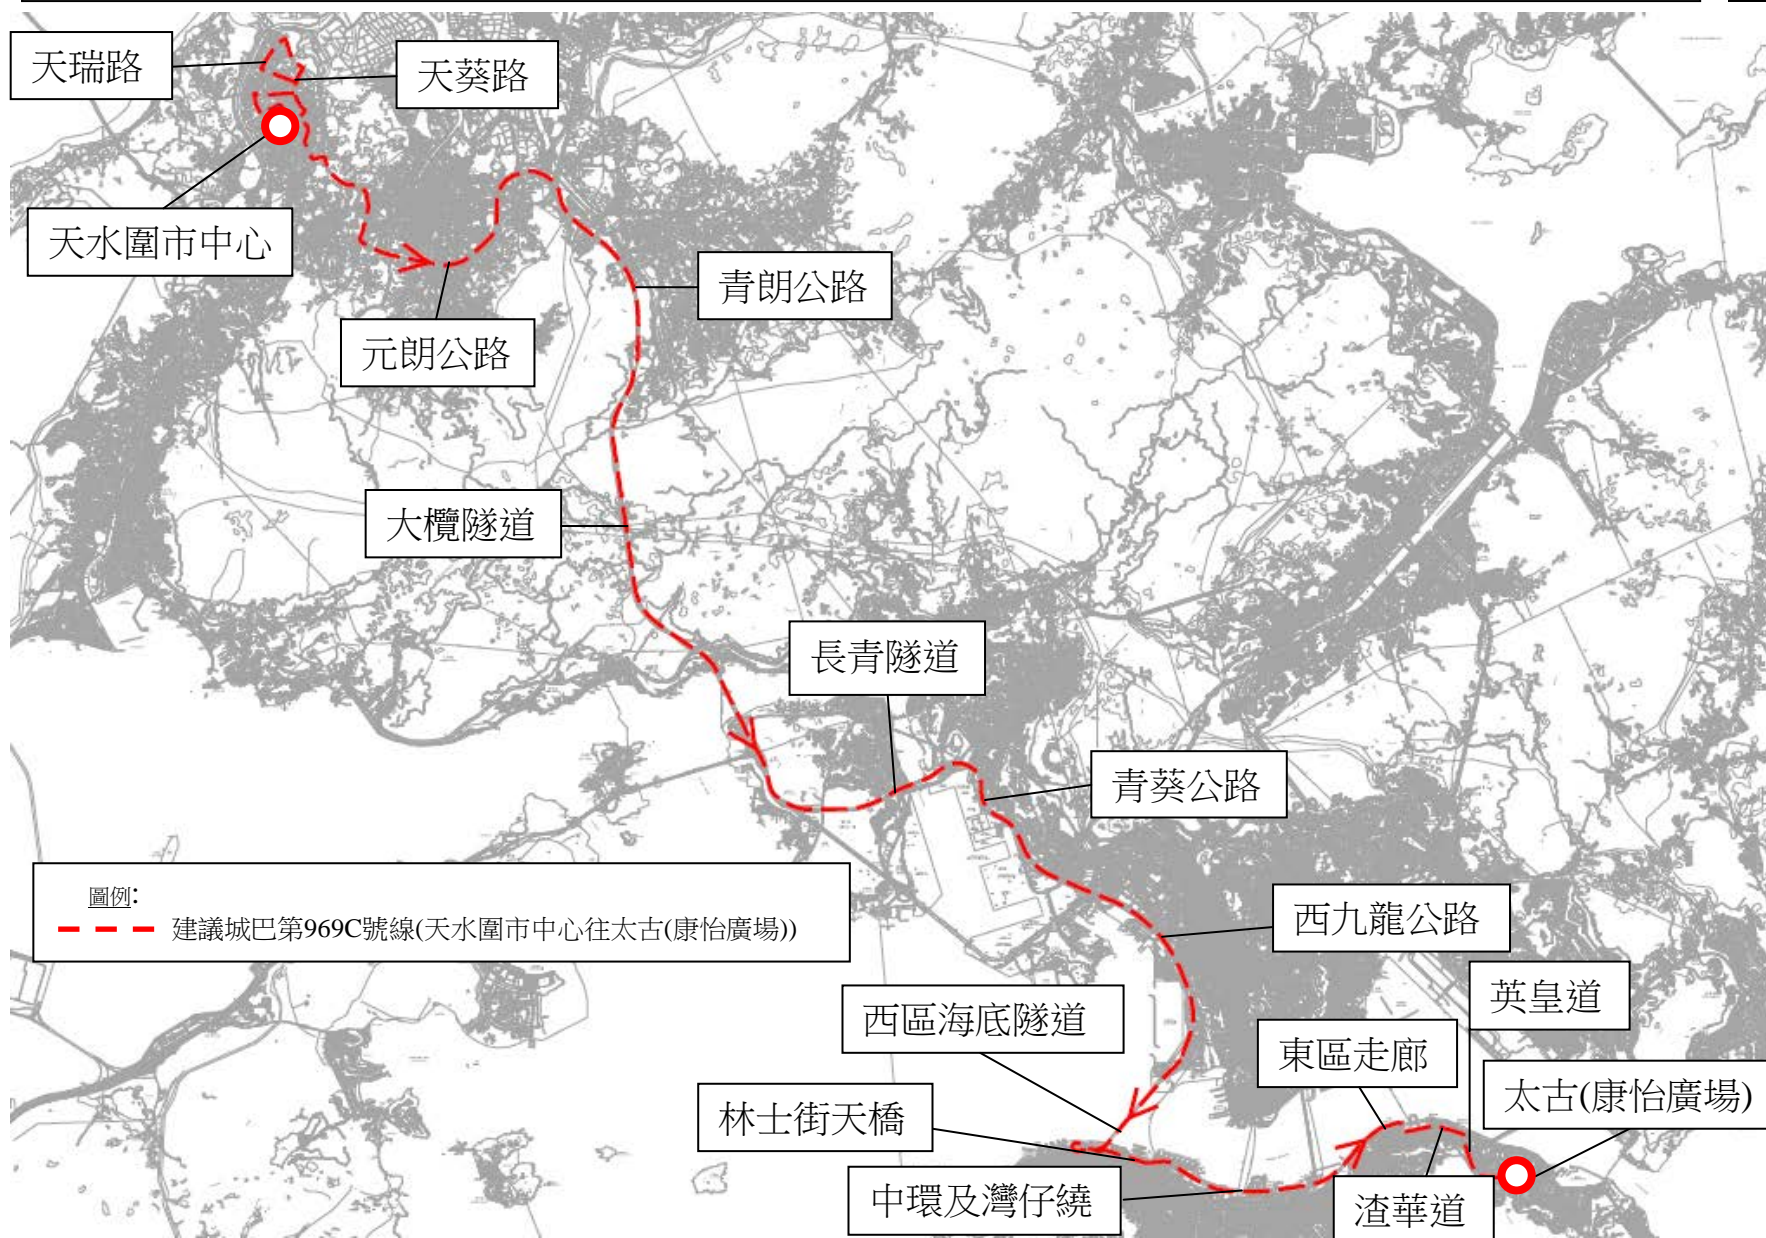 天瑞路
天葵路
天水圍市中心
青朗公路
元朗公路
大欖隧道
長青隧道
青葵公路
圖例:
建議城巴第969C號線(天水圍市中心往太古(康怡廣場))
西九龍公路
英皇道
西區海底隧道
東區走廊
太古(康怡廣場)
林士街天橋
中環及灣仔繞
渣華道